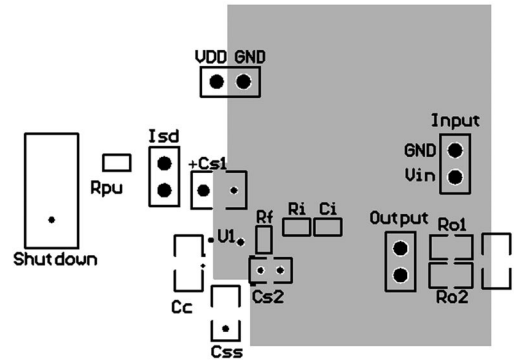 VDD GND
Input
Isd
GND
+Cs1
Vin
Rpu
Rf
Ri
Ci
Output
Ro1
U1
Shutdown
Cc
Cs2
Ro2
Css